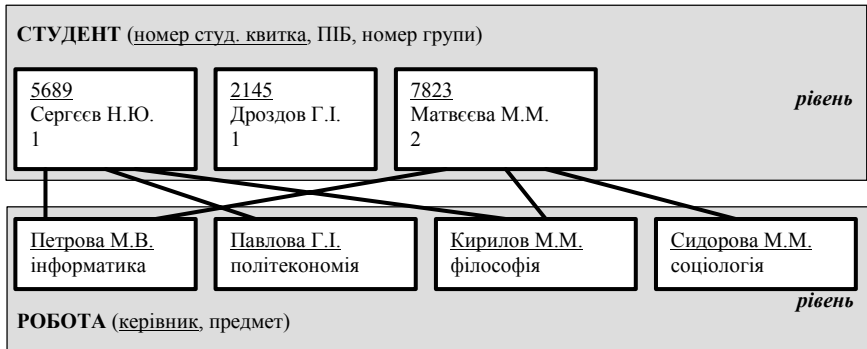 СТУДЕНТ (номер студ. квитка, ПІБ, номер групи)
5689
Сергєєв Н.Ю.
1
2145
Дроздов Г.І.
1
7823
Матвєєва М.М.
2
рівень
Петрова М.В.
інформатика
Павлова Г.І.
політекономія
Кирилов М.М.
філософія
Сидорова М.М.
соціологія
рівень
РОБОТА (керівник, предмет)